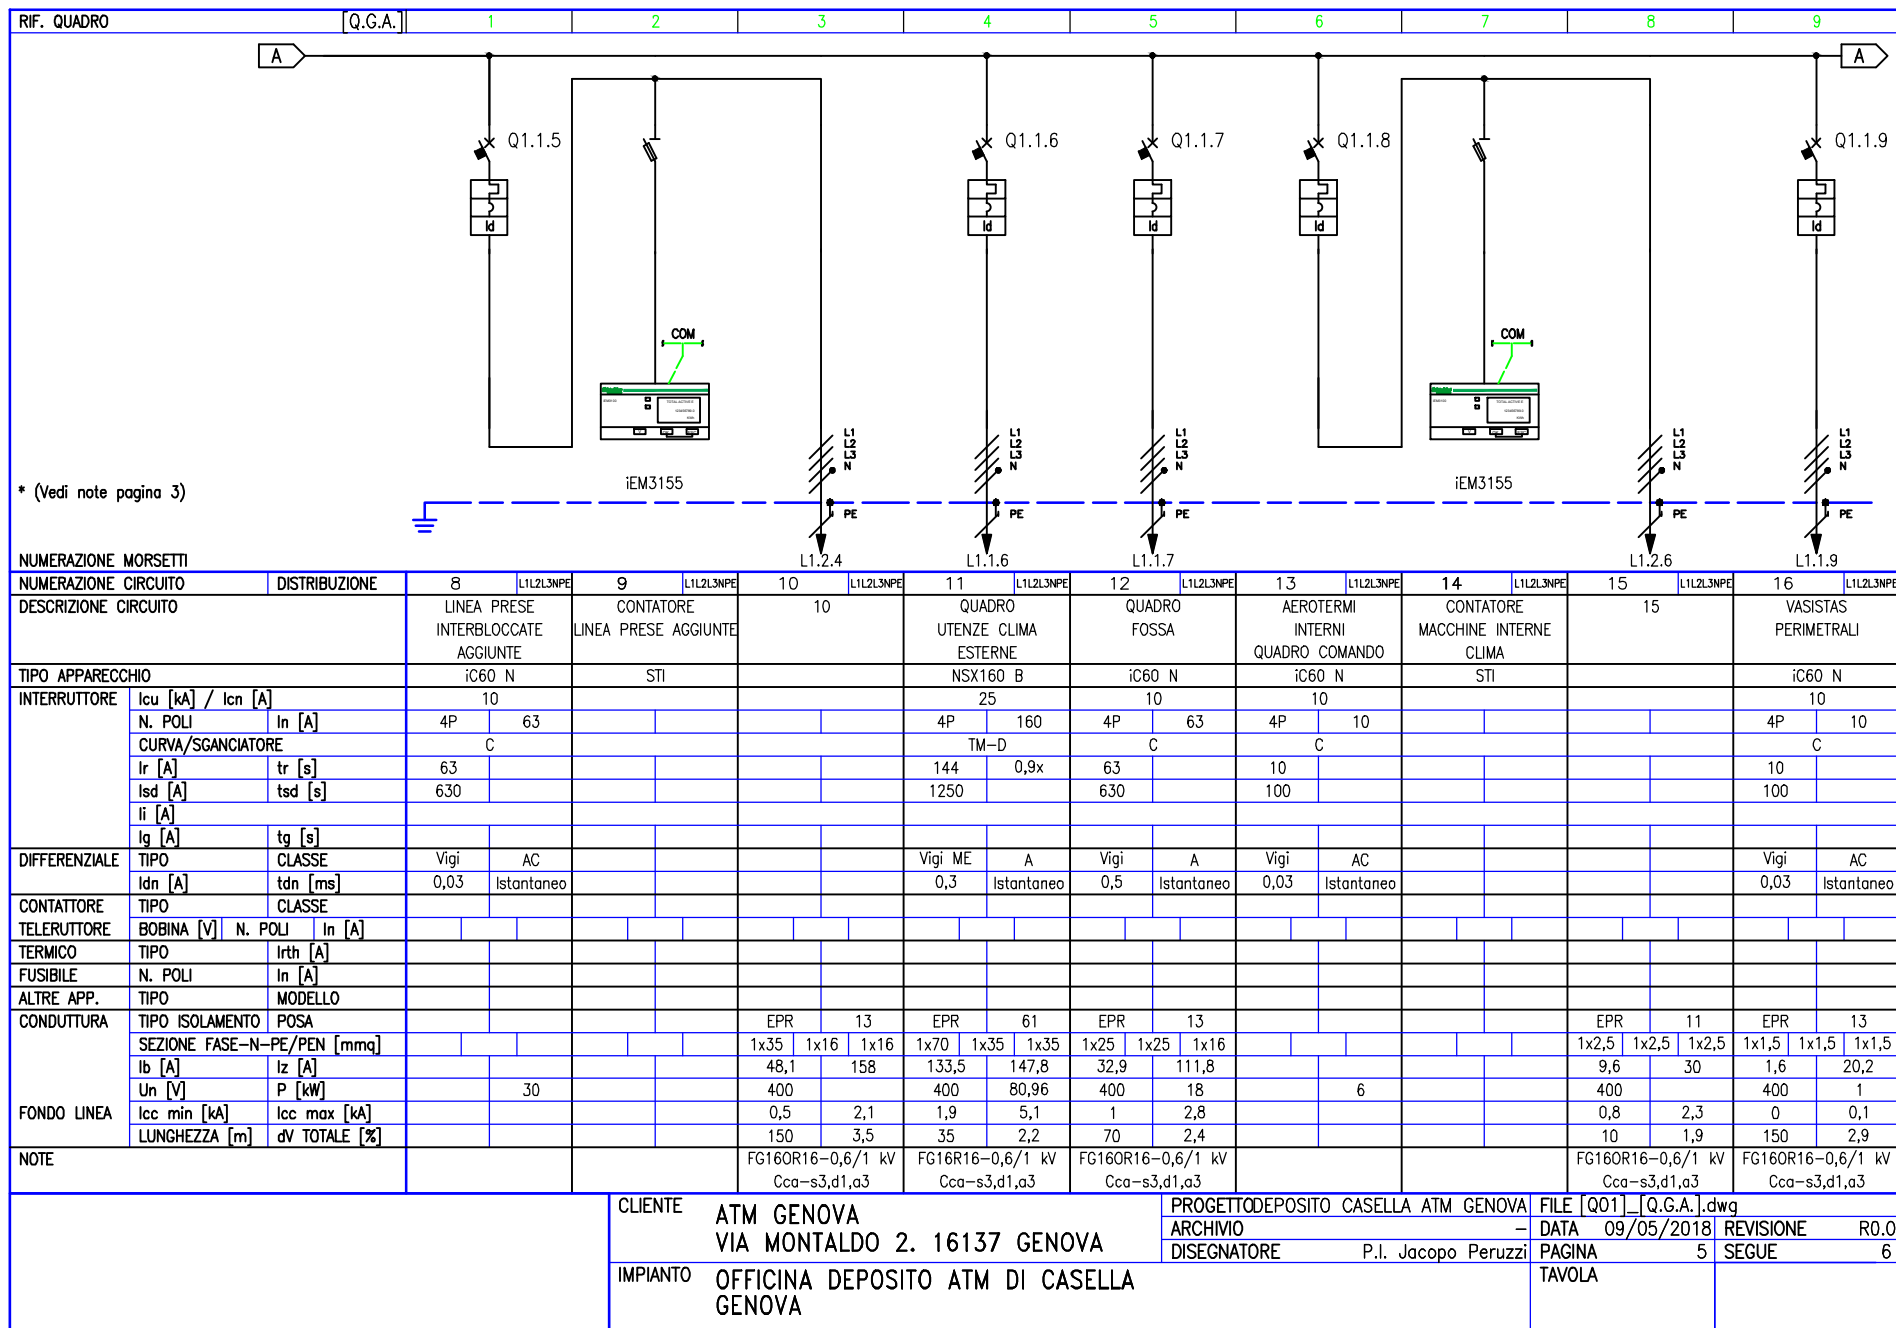 RIF. QUADRO [Q.G.A.] 1 2 3 4 5 6 7 8 9
A A
Q1.1.5 Q1.1.6 Q1.1.7 Q1.1.8 Q1.1.9
Id Id Id Id Id
COM COM
L1 L1 L1 L1 L1
L2 L2 L2 L2 L2
L3 L3 L3 L3 L3
N N N N N
iEM3155 iEM3155
* (Vedi note pagina 3)
PE PE PE PE PE
NUMERAZIONE MORSETTI L1.2.4 L1.1.6 L1.1.7 L1.2.6 L1.1.9
NUMERAZIONE CIRCUITO DISTRIBUZIONE 8 L1L2L3NPE 9 L1L2L3NPE 10 L1L2L3NPE 11 L1L2L3NPE 12 L1L2L3NPE 13 L1L2L3NPE 14 L1L2L3NPE 15 L1L2L3NPE 16 L1L2L3NPE
DESCRIZIONE CIRCUITO LINEA PRESE CONTATORE 10 QUADRO QUADRO AEROTERMI CONTATORE 15 VASISTAS
INTERBLOCCATE LINEA PRESE AGGIUNTE UTENZE CLIMA FOSSA INTERNI MACCHINE INTERNE PERIMETRALI
AGGIUNTE ESTERNE QUADRO COMANDO CLIMA
TIPO APPARECCHIO iC60 N STI NSX160 B iC60 N iC60 N STI iC60 N
INTERRUTTORE Icu [kA] / Icn [A] 10 25 10 10 10
N. POLI In [A] 4P 63 4P 160 4P 63 4P 10 4P 10
CURVA/SGANCIATORE C TM-D C C C
Ir [A] tr [s] 63 144 0,9x 63 10 10
Isd [A] tsd [s] 630 1250 630 100 100
Ii [A]
Ig [A] tg [s]
DIFFERENZIALE TIPO CLASSE Vigi AC Vigi ME A Vigi A Vigi AC Vigi AC
Idn [A] tdn [ms] 0,03 Istantaneo 0,3 Istantaneo 0,5 Istantaneo 0,03 Istantaneo 0,03 Istantaneo
CONTATTORE TIPO CLASSE
TELERUTTORE BOBINA [V] N. POLI In [A]
TERMICO TIPO Irth [A]
FUSIBILE N. POLI In [A]
ALTRE APP. TIPO MODELLO
CONDUTTURA TIPO ISOLAMENTO POSA EPR 13 EPR 61 EPR 13 EPR 11 EPR 13
SEZIONE FASE-N-PE/PEN [mmq] 1x35 1x16 1x16 1x70 1x35 1x35 1x25 1x25 1x16 1x2,5 1x2,5 1x2,5 1x1,5 1x1,5 1x1,5
Ib [A] Iz [A] 48,1 158 133,5 147,8 32,9 111,8 9,6 30 1,6 20,2
Un [V] P [kW] 30 400 400 80,96 400 18 6 400 400 1
FONDO LINEA Icc min [kA] Icc max [kA] 0,5 2,1 1,9 5,1 1 2,8 0,8 2,3 0 0,1
LUNGHEZZA [m] dV TOTALE [%] 150 3,5 35 2,2 70 2,4 10 1,9 150 2,9
NOTE FG16OR16-0,6/1 kV FG16R16-0,6/1 kV FG16OR16-0,6/1 kV FG16OR16-0,6/1 kV FG16OR16-0,6/1 kV
Cca-s3,d1,a3 Cca-s3,d1,a3 Cca-s3,d1,a3 Cca-s3,d1,a3 Cca-s3,d1,a3
CLIENTE ATM GENOVA
VIA MONTALDO 2. 16137 GENOVA
PROGETTO DEPOSITO CASELLA ATM GENOVA FILE [Q01]_[Q.G.A.].dwg
ARCHIVIO - DATA 09/05/2018 REVISIONE R0.0
DISEGNATORE P.I. Jacopo Peruzzi PAGINA 5 SEGUE 6
IMPIANTO OFFICINA DEPOSITO ATM DI CASELLA
GENOVA
TAVOLA